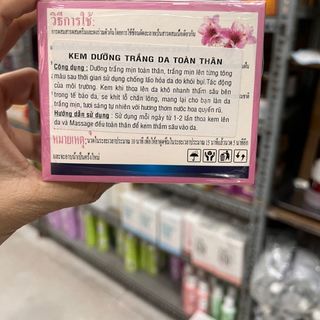 วิธีการใช้:
KEM DƯỠNG TRẮNG DA TOÀN THÂN
Công dụng : Dưỡng trắng mịn toàn thân, trắng mịn lên từng tông
màu sau thời gian sử dụng chống lão hóa da do khói bụi.Tác động
của môi trường. Kem khi thoa lên da khô nhanh thấm sâu bên
trong tế bào da, se khít lỗ chân lông, mang lại cho bạn làn da
trắng mịn, tươi sáng tự nhiên với hương thơm nước hoa quyến rũ.
Hướng dẫn sử dụng : Sử dụng mỗi ngày từ 1-2 lần thoa kem lên
da và Massage đều toàn thân để kem thấm sâu vào da.
หมายเหตุ: